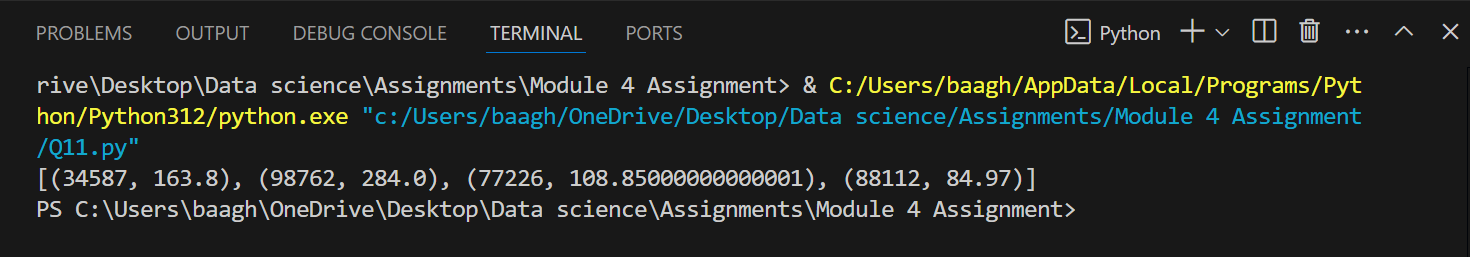 PROBLEMS OUTPUT DEBUG CONSOLE TERMINAL PORTS Python
rive\Desktop\Data science\Assignments\Module 4 Assignment> & C:/Users/baagh/AppData/Local/Programs/Pyt
hon/Python312/python.exe "c:/Users/baagh/OneDrive/Desktop/Data science/Assignments/Module 4 Assignment
/Q11.py"
[(34587, 163.8), (98762, 284.0), (77226, 108.85000000000001), (88112, 84.97)]
PS C:\Users\baagh\OneDrive\Desktop\Data science\Assignments\Module 4 Assignment>